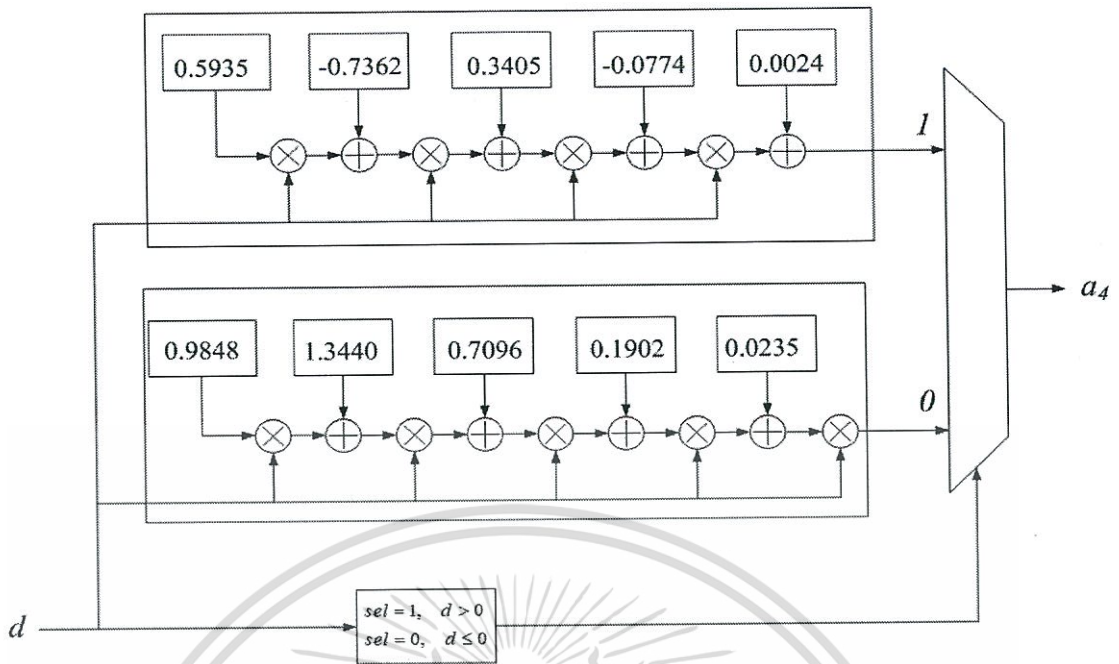 0.5935 -0.7362 0.3405 -0.0774 0.0024
1
a4
0.9848 1.3440 0.7096 0.1902 0.0235
0
d
sel = 1, d > 0
sel = 0, d ≤ 0